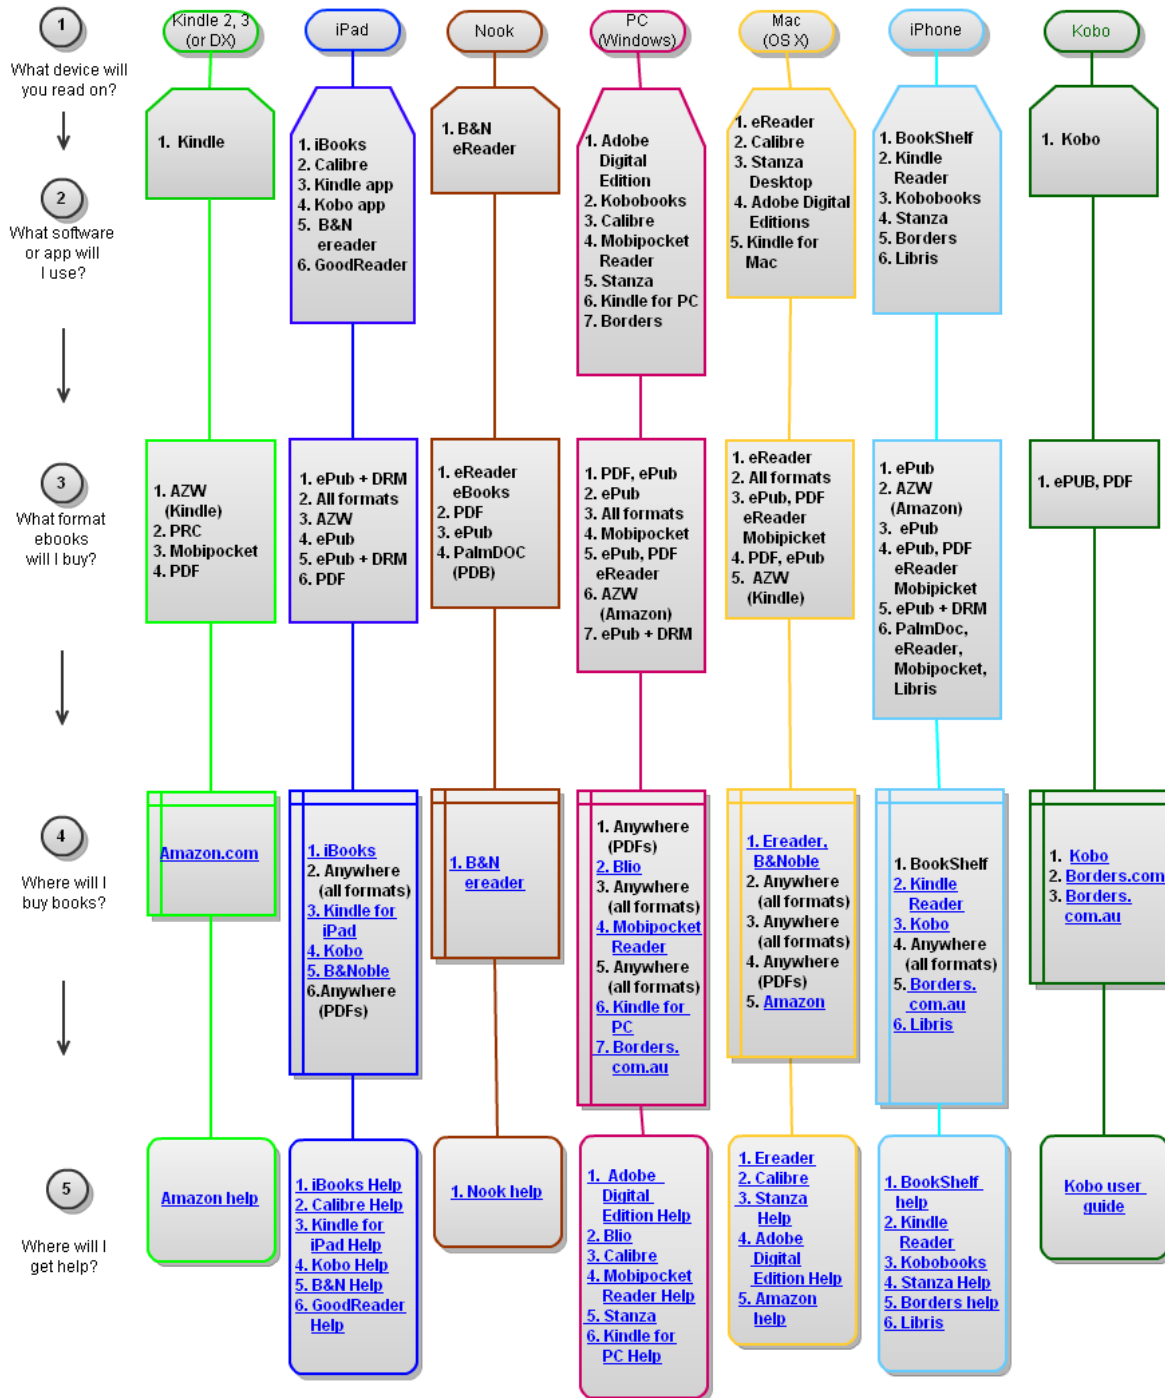 1
What device will
you read on?
Kindle 2, 3
(or DX)
iPad
Nook
PC
(Windows)
Mac
(OS X)
iPhone
Kobo
2
What software
or app will
I use?
1. Kindle
1. iBooks
2. Calibre
3. Kindle app
4. Kobo app
5. B&N
ereader
6. GoodReader
1. B&N
eReader
1. Adobe
Digital
Edition
2. Kobobooks
3. Calibre
4. Mobipocket
Reader
5. Stanza
6. Kindle for PC
7. Borders
1. eReader
2. Calibre
3. Stanza
Desktop
4. Adobe Digital
Editions
5. Kindle for
Mac
1. BookShelf
2. Kindle
Reader
3. Kobobooks
4. Stanza
5. Borders
6. Libris
1. Kobo
3
What format
ebooks
will I buy?
1. AZW
(Kindle)
2. PRC
3. Mobipocket
4. PDF
1. ePub + DRM
2. All formats
3. AZW
4. ePub
5. ePub + DRM
6. PDF
1. eReader
eBooks
2. PDF
3. ePub
4. PalmDOC
(PDB)
1. PDF, ePub
2. ePub
3. All formats
4. Mobipocket
5. ePub, PDF
eReader
6. AZW
(Amazon)
7. ePub + DRM
1. eReader
2. All formats
3. ePub, PDF
eReader
Mobipicket
4. PDF, ePub
5. AZW
(Kindle)
1. ePub
2. AZW
(Amazon)
3. ePub
4. ePub, PDF
eReader
Mobipicket
5. ePub + DRM
6. PalmDoc,
eReader,
Mobipocket,
Libris
1. ePUB, PDF
4
Where will I
buy books?
Amazon.com
1. iBooks
2. Anywhere
(all formats)
3. Kindle for
iPad
4. Kobo
5. B&Noble
6.Anywhere
(PDFs)
1. B&N
ereader
1. Anywhere
(PDFs)
2. Blio
3. Anywhere
(all formats)
4. Mobipocket
Reader
5. Anywhere
(all formats)
6. Kindle for
PC
7. Borders.
com.au
1. Ereader,
B&Noble
2. Anywhere
(all formats)
3. Anywhere
(all formats)
4. Anywhere
(PDFs)
5. Amazon
1. BookShelf
2. Kindle
Reader
3. Kobo
4. Anywhere
(all formats)
5. Borders.
com.au
6. Libris
1. Kobo
2. Borders.com
3. Borders.
com.au
5
Where will I
get help?
Amazon help
1. iBooks Help
2. Calibre Help
3. Kindle for
iPad Help
4. Kobo Help
5. B&N Help
6. GoodReader
Help
1. Nook help
1. Adobe
Digital
Edition Help
2. Blio
3. Calibre
4. Mobipocket
Reader Help
5. Stanza
6. Kindle for
PC Help
1. Ereader
2. Calibre
3. Stanza
Help
4. Adobe
Digital
Edition Help
5. Amazon
help
1. BookShelf
help
2. Kindle
Reader
3. Kobobooks
4. Stanza Help
5. Borders help
6. Libris
Kobo user
guide